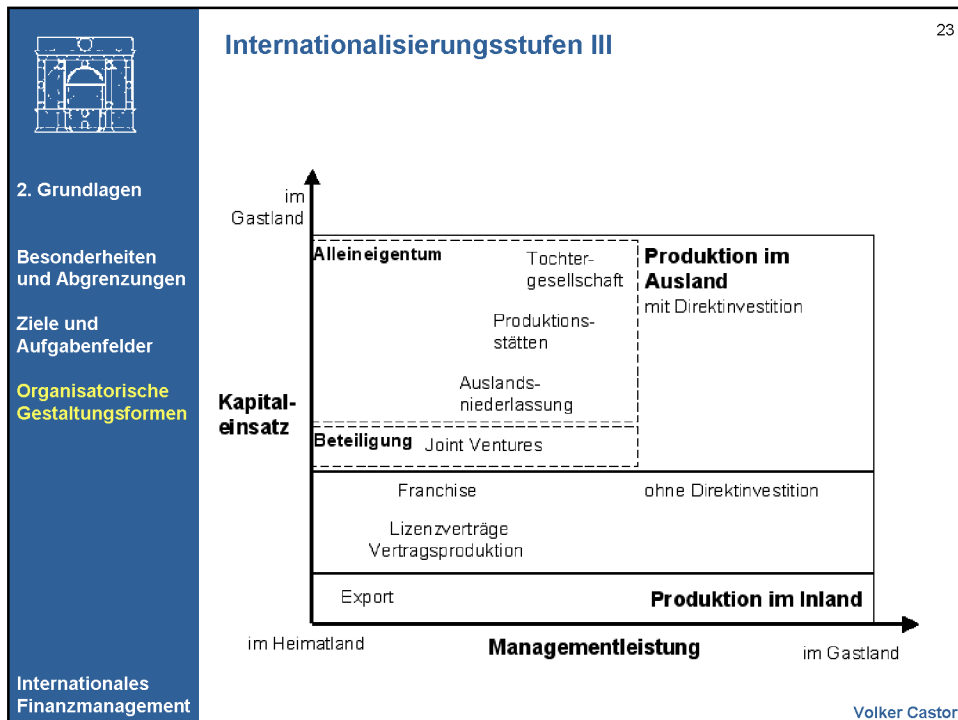 Internationalisierungsstufen III
23
2. Grundlagen
Besonderheiten
und Abgrenzungen
Ziele und
Aufgabenfelder
Organisatorische
Gestaltungsformen
Internationales
Finanzmanagement
im
Gastland
Kapital-
einsatz
Alleineigentum
Tochter-
gesellschaft
Produktions-
stätten
Auslands-
niederlassung
Produktion im
Ausland
mit Direktinvestition
Beteiligung
Joint Ventures
Franchise
ohne Direktinvestition
Lizenzverträge
Vertragsproduktion
Export
Produktion im Inland
im Heimatland
Managementleistung
im Gastland
Volker Castor